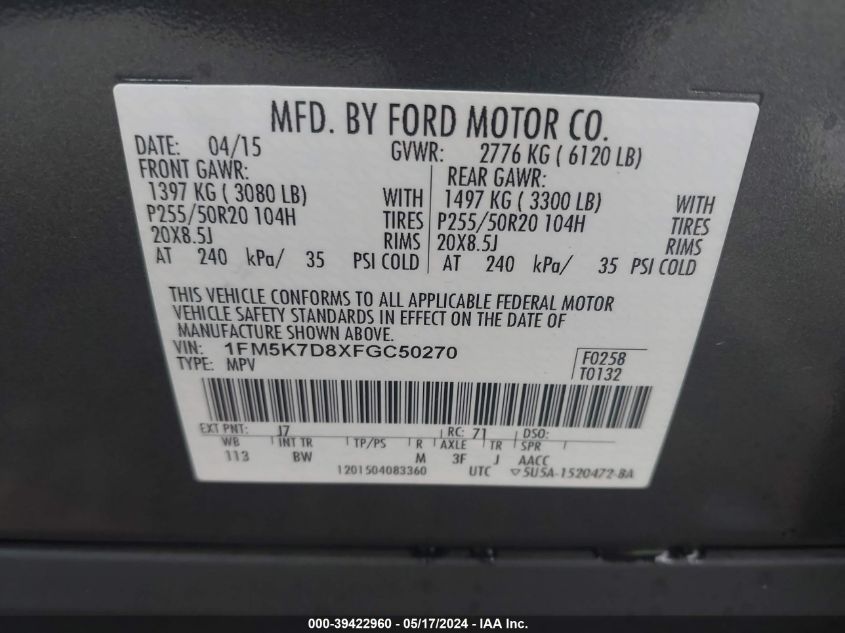 MFD. BY FORD MOTOR CO.
DATE: 04/15 GVWR: 2776 KG ( 6120 LB)
FRONT GAWR: REAR GAWR:
1397 KG ( 3080 LB) WITH 1497 KG ( 3300 LB) WITH
P255/50R20 104H TIRES P255/50R20 104H TIRES
20X8.5J RIMS 20X8.5J RIMS
AT 240 kPa/ 35 PSI COLD AT 240 kPa/ 35 PSI COLD
THIS VEHICLE CONFORMS TO ALL APPLICABLE FEDERAL MOTOR
VEHICLE SAFETY STANDARDS IN EFFECT ON THE DATE OF
MANUFACTURE SHOWN ABOVE.
VIN: 1FM5K7D8XFGC50270 F0258
TYPE: MPV T0132
EXT PNT: J7 RC: 71 DSO:
WB INT TR TP/PS R AXLE TR SPR
113 BW M 3F J AACC
1201504083360 UTC ▽5U5A-1520472-BA
000-39422960 - 05/17/2024 - IAA Inc.